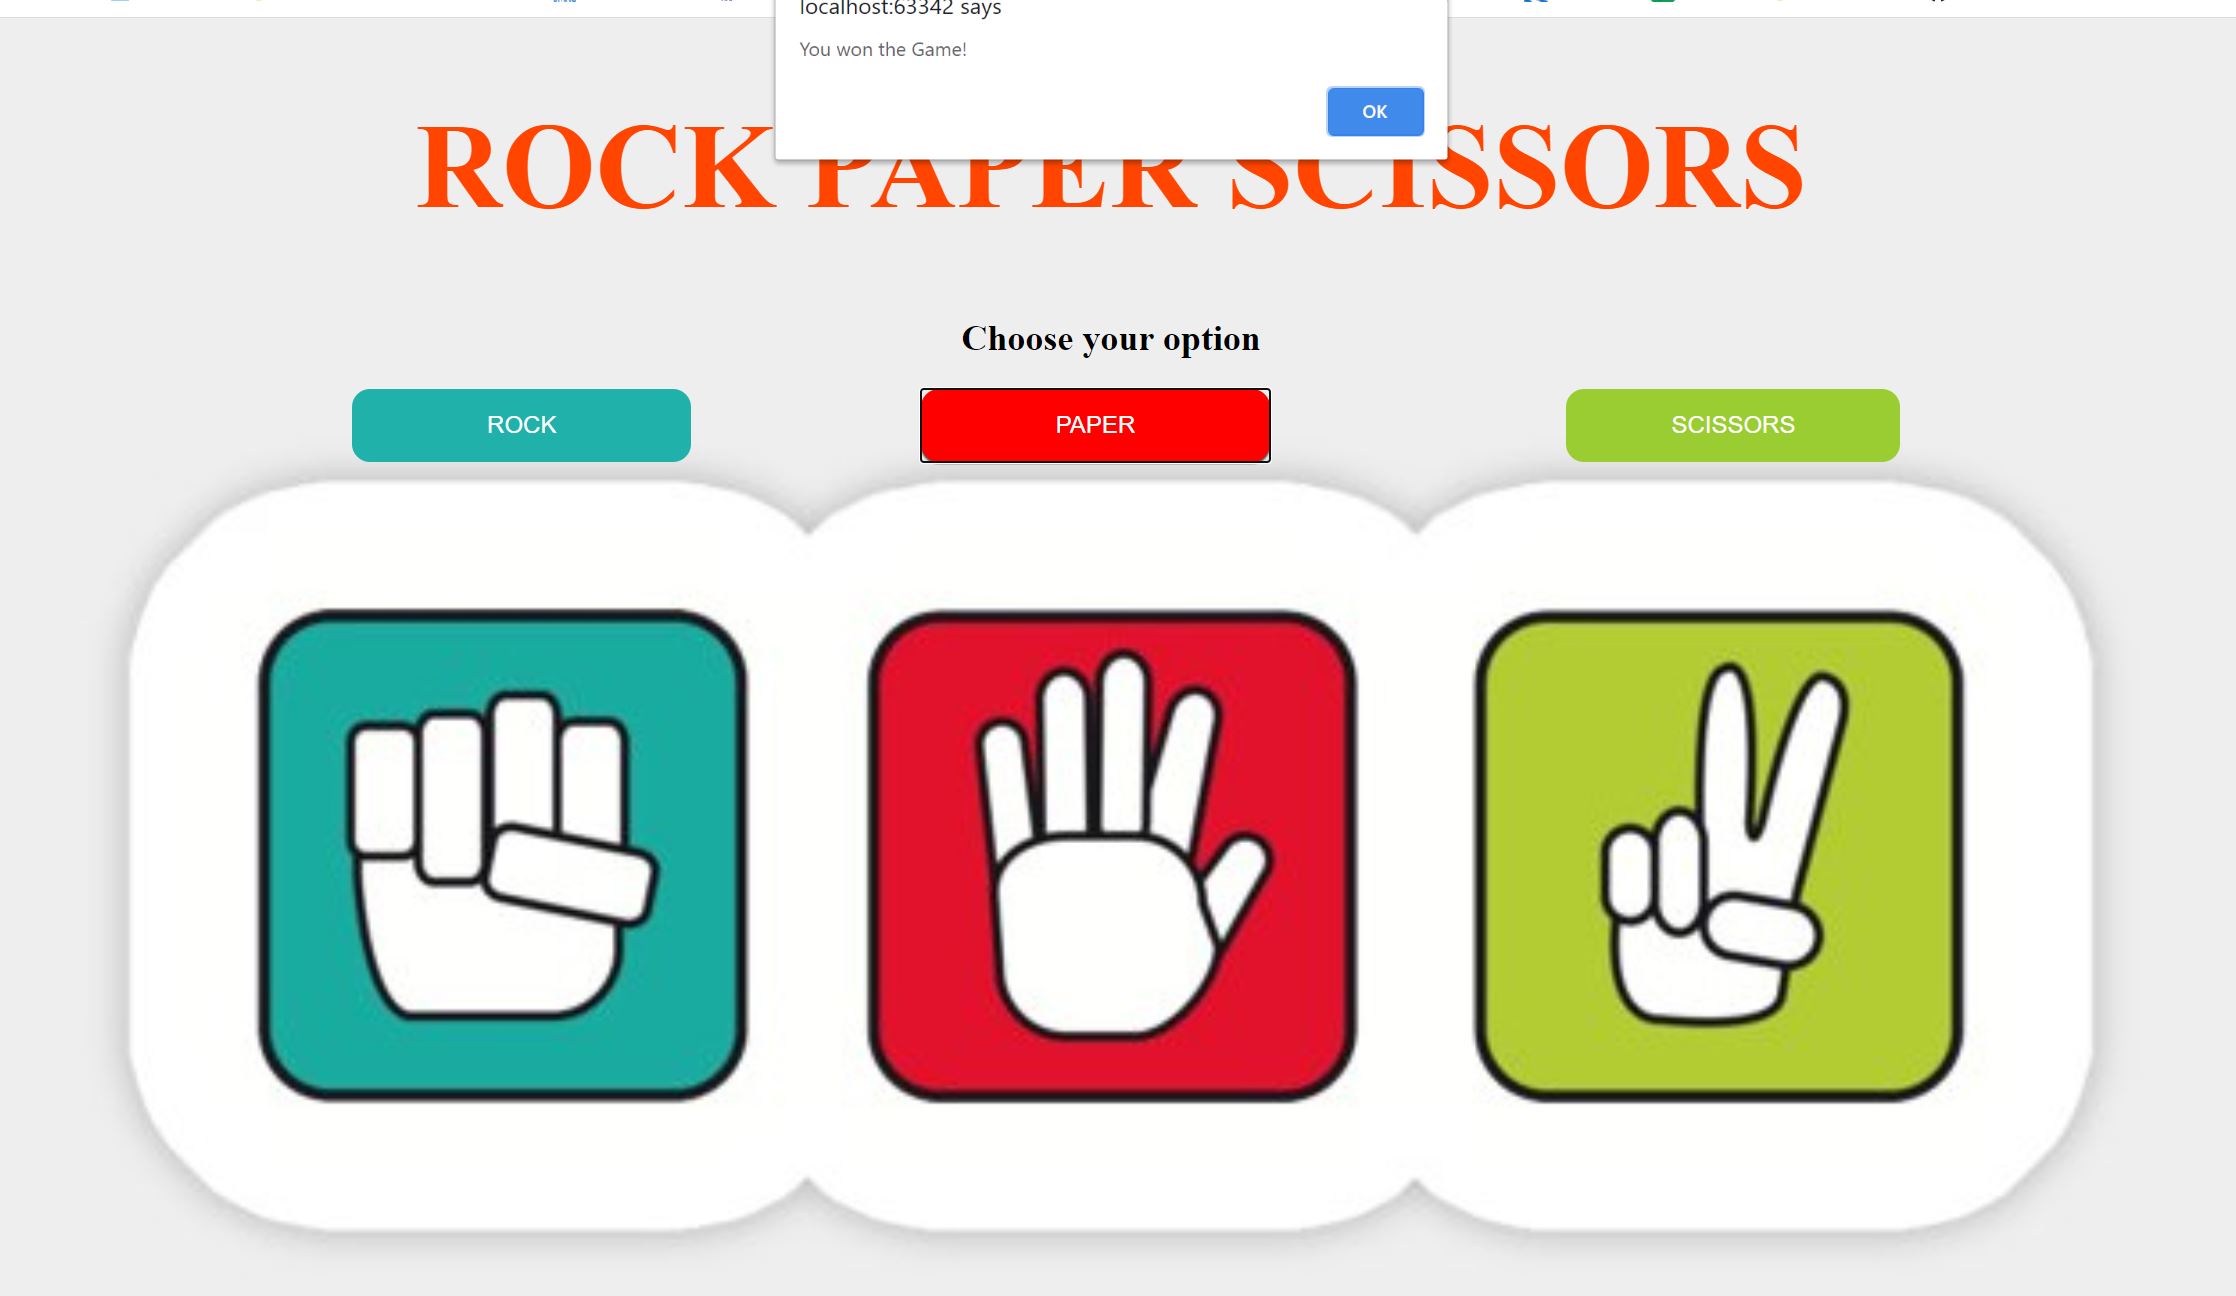 localhost:63342 says
You won the Game!
OK
ROCK PAPER SCISSORS
Choose your option
ROCK
PAPER
SCISSORS